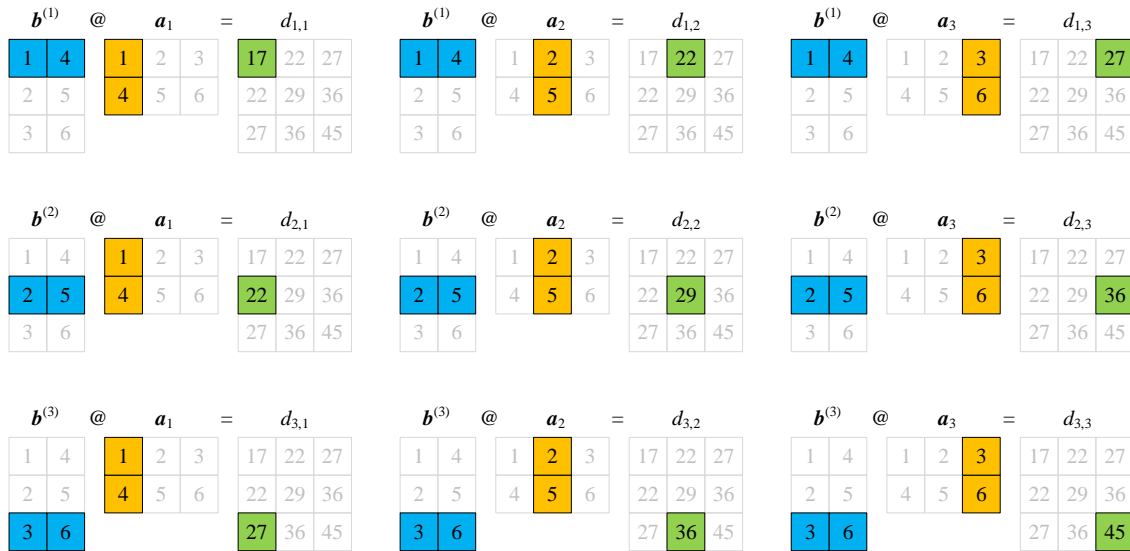 b(1) @ a1 = d1,1 b(1) @ a2 = d1,2 b(1) @ a3 = d1,3
1 4 1 2 3 17 22 27 1 4 1 2 3 17 22 27 1 4 1 2 3 17 22 27
2 5 4 5 6 22 29 36 2 5 4 5 6 22 29 36 2 5 4 5 6 22 29 36
3 6 27 36 45 3 6 27 36 45 3 6 27 36 45
b(2) @ a1 = d2,1 b(2) @ a2 = d2,2 b(2) @ a3 = d2,3
1 4 1 2 3 17 22 27 1 4 1 2 3 17 22 27 1 4 1 2 3 17 22 27
2 5 4 5 6 22 29 36 2 5 4 5 6 22 29 36 2 5 4 5 6 22 29 36
3 6 27 36 45 3 6 27 36 45 3 6 27 36 45
b(3) @ a1 = d3,1 b(3) @ a2 = d3,2 b(3) @ a3 = d3,3
1 4 1 2 3 17 22 27 1 4 1 2 3 17 22 27 1 4 1 2 3 17 22 27
2 5 4 5 6 22 29 36 2 5 4 5 6 22 29 36 2 5 4 5 6 22 29 36
3 6 27 36 45 3 6 27 36 45 3 6 27 36 45